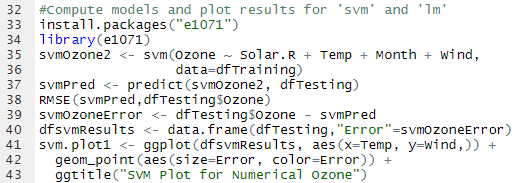 32 #Compute models and plot results for 'svm' and 'lm'
33 install.packages("e1071")
34 library(e1071)
35 svmOzone2 <- svm(Ozone ~ Solar.R + Temp + Month + Wind,
36 data=dfTraining)
37 svmPred <- predict(svmOzone2, dfTesting)
38 RMSE(svmPred,dfTesting$Ozone)
39 svmOzoneError <- dfTesting$Ozone - svmPred
40 dfsvmResults <- data.frame(dfTesting,"Error"=svmOzoneError)
41 svm.plot1 <- ggplot(dfsvmResults, aes(x=Temp, y=Wind,)) +
42 geom_point(aes(size=Error, color=Error)) +
43 ggtitle("SVM Plot for Numerical Ozone")